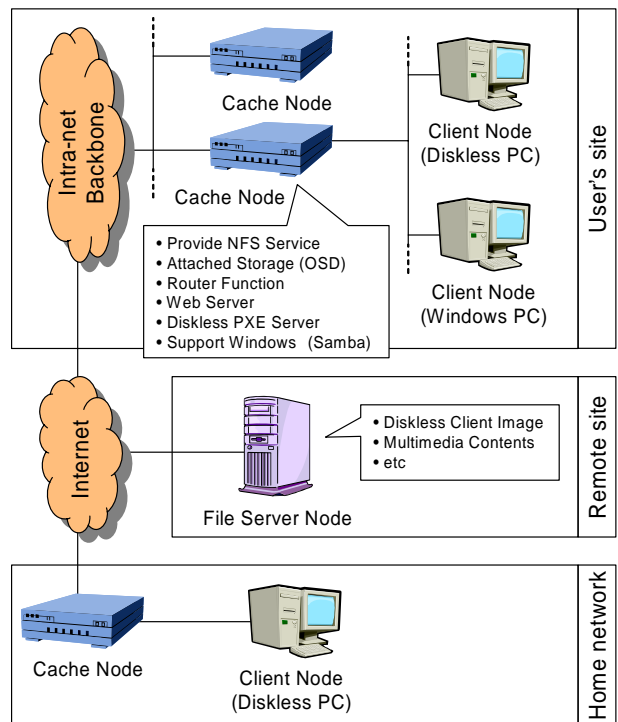 Intra-net
Backbone
Cache Node
Cache Node
Client Node
(Diskless PC)
Client Node
(Windows PC)
• Provide NFS Service
• Attached Storage (OSD)
• Router Function
• Web Server
• Diskless PXE Server
• Support Windows (Samba)
User's site
Internet
File Server Node
• Diskless Client Image
• Multimedia Contents
• etc
Remote site
Cache Node
Client Node
(Diskless PC)
Home network